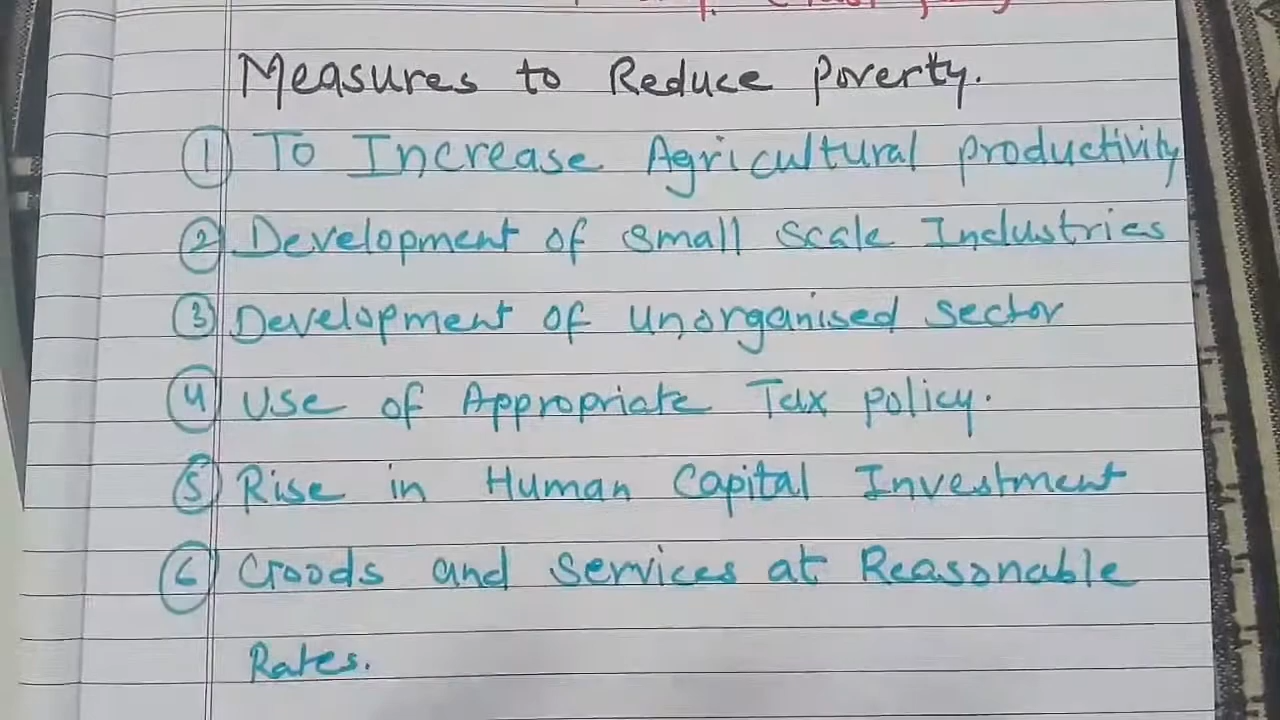 Measures to Reduce Poverty.
① To Increase Agricultural productivity
② Development of Small Scale Industries
③ Development of Unorganised Sector
④ Use of Appropriate Tax policy.
⑤ Rise in Human Capital Investment
⑥ Goods and Services at Reasonable
Rates.